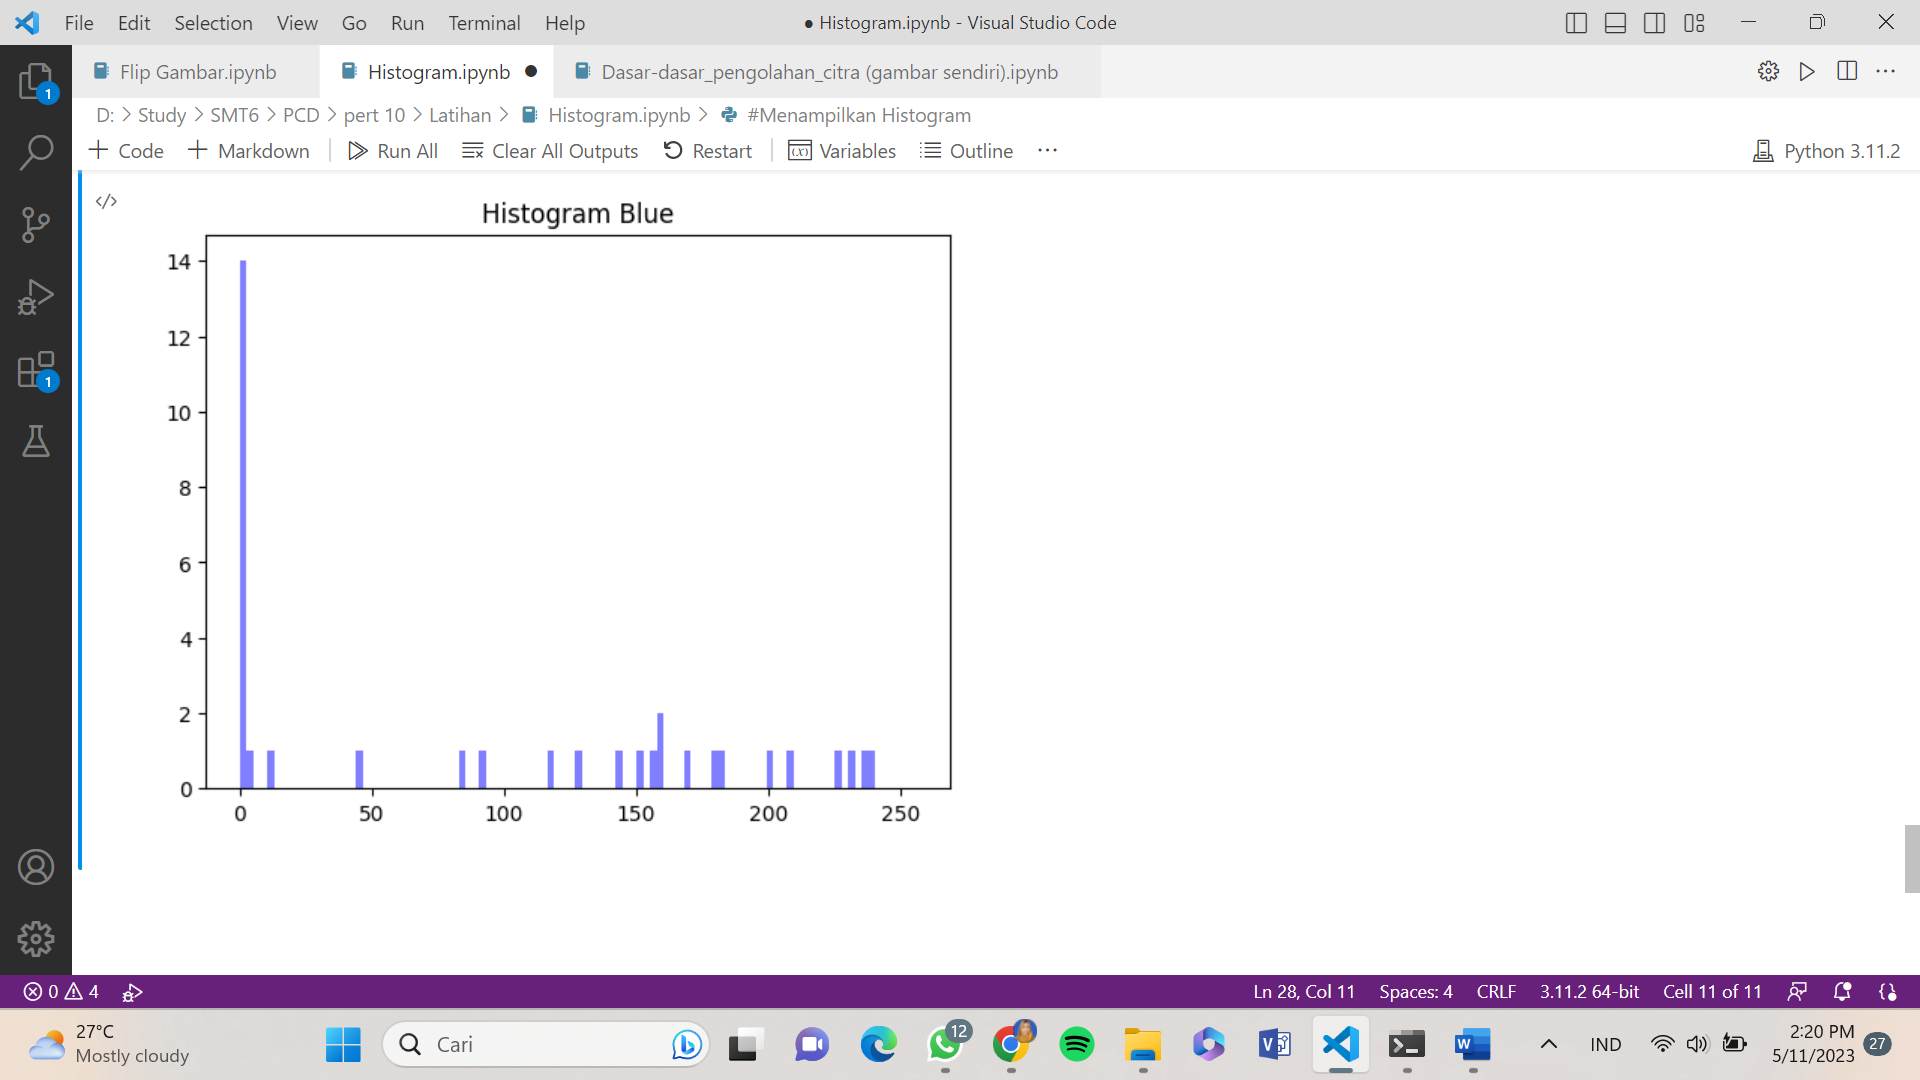 File Edit Selection View Go Run Terminal Help ● Histogram.ipynb - Visual Studio Code
Flip Gambar.ipynb Histogram.ipynb ● Dasar-dasar_pengolahan_citra (gambar sendiri).ipynb
D: > Study > SMT6 > PCD > pert 10 > Latihan > Histogram.ipynb > #Menampilkan Histogram
+ Code + Markdown Run All Clear All Outputs Restart Variables Outline ··· Python 3.11.2
1
1
</>
Histogram Blue
14
12
10
8
6
4
2
0
0 50 100 150 200 250
0 4 Ln 28, Col 11 Spaces: 4 CRLF 3.11.2 64-bit Cell 11 of 11
27°C
Mostly cloudy
Cari
12
IND
2:20 PM
5/11/2023
27